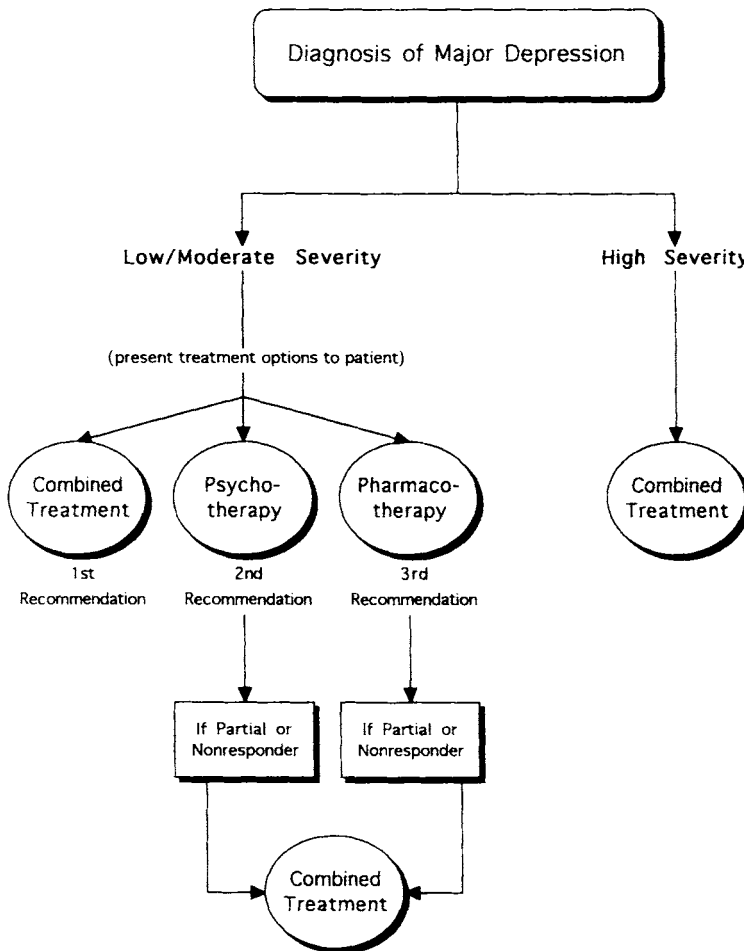 Diagnosis of Major Depression
Low/Moderate Severity
High Severity
(present treatment options to patient)
Combined
Treatment
Psycho-
therapy
Pharmaco-
therapy
Combined
Treatment
1st
Recommendation
2nd
Recommendation
3rd
Recommendation
If Partial or
Nonresponder
If Partial or
Nonresponder
Combined
Treatment